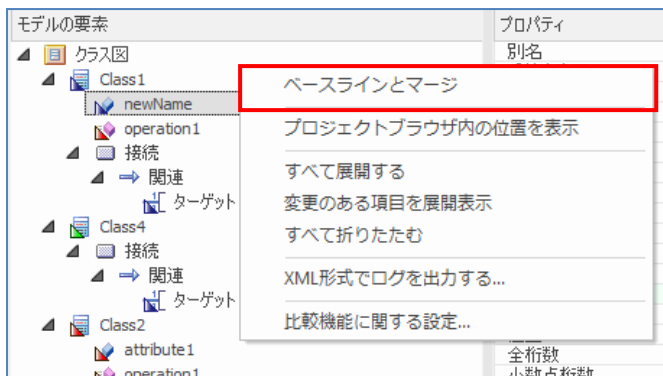 モデルの要素
プロパティ
クラス図
別名
Class1
ベースラインとマージ
newName
operation1
プロジェクトブラウザ内の位置を表示
接続
関連
すべて展開する
ターゲット
変更のある項目を展開表示
Class4
すべて折りたたむ
接続
関連
XML形式でログを出力する...
ターゲット
Class2
比較機能に関する設定...
attribute1
全桁数
operation1
小数点桁数